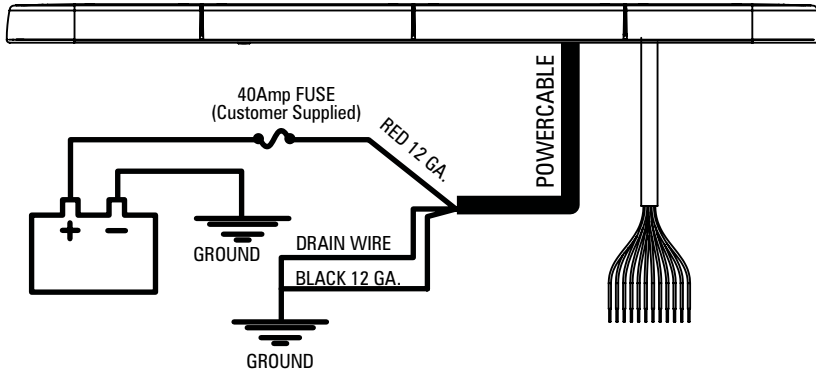 40Amp FUSE
(Customer Supplied)
RED 12 GA.
POWERCABLE
+ −
GROUND
DRAIN WIRE
BLACK 12 GA.
GROUND